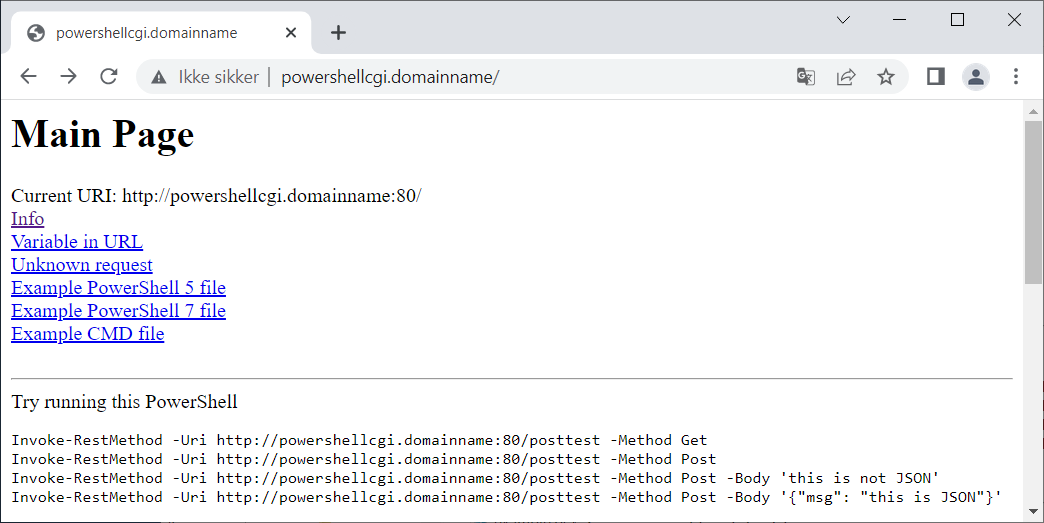 powershellcgi.domainname
Ikke sikker | powershellcgi.domainname/
Main Page
Current URI: http://powershellcgi.domainname:80/
Info
Variable in URL
Unknown request
Example PowerShell 5 file
Example PowerShell 7 file
Example CMD file
Try running this PowerShell
Invoke-RestMethod -Uri http://powershellcgi.domainname:80/posttest -Method Get
Invoke-RestMethod -Uri http://powershellcgi.domainname:80/posttest -Method Post
Invoke-RestMethod -Uri http://powershellcgi.domainname:80/posttest -Method Post -Body 'this is not JSON'
Invoke-RestMethod -Uri http://powershellcgi.domainname:80/posttest -Method Post -Body '{"msg": "this is JSON"}'